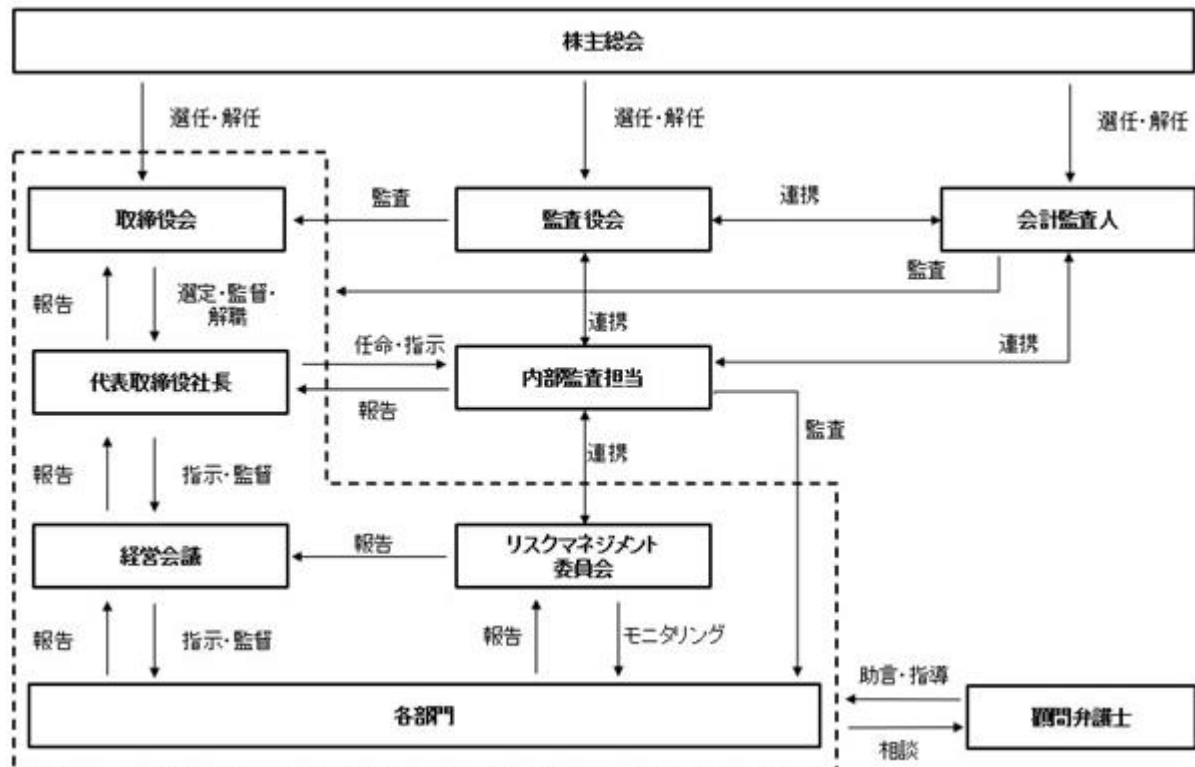 株主総会
選任・解任
選任・解任
選任・解任
取締役会
監査
監査役会
連携
会計監査人
監査
報告
選定・監督・
解職
連携
連携
任命・指示
代表取締役社長
内部監査担当
報告
監査
報告
指示・監督
連携
経営会議
報告
リスクマネジメント
委員会
報告
指示・監督
報告
モニタリング
助言・指導
各部門
顧問弁護士
相談